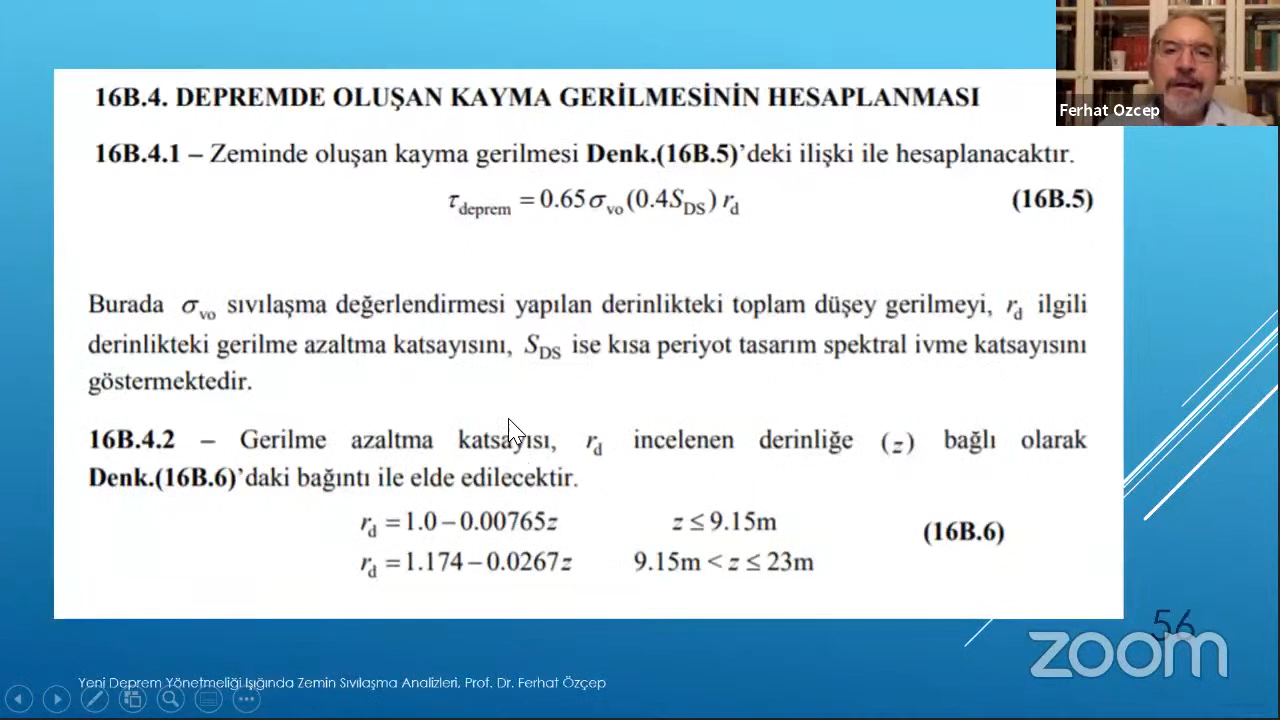 16B.4. DEPREMDE OLUŞAN KAYMA GERİLMESİNİN HESAPLANMASI
Ferhat Ozcep
16B.4.1 – Zeminde oluşan kayma gerilmesi Denk.(16B.5)'deki ilişki ile hesaplanacaktır.
τdeprem = 0.65σvo(0.4SDS) rd (16B.5)
Burada σvo sıvılaşma değerlendirmesi yapılan derinlikteki toplam düşey gerilmeyi, rd ilgili
derinlikteki gerilme azaltma katsayısını, SDS ise kısa periyot tasarım spektral ivme katsayısını
göstermektedir.
16B.4.2 – Gerilme azaltma katsayısı, rd incelenen derinliğe (z) bağlı olarak
Denk.(16B.6)'daki bağıntı ile elde edilecektir.
rd = 1.0 – 0.00765z z ≤ 9.15m
(16B.6)
rd = 1.174 – 0.0267z 9.15m < z ≤ 23m
56
zoom
Yeni Deprem Yönetmeliği Işığında Zemin Sıvılaşma Analizleri, Prof. Dr. Ferhat Özçep